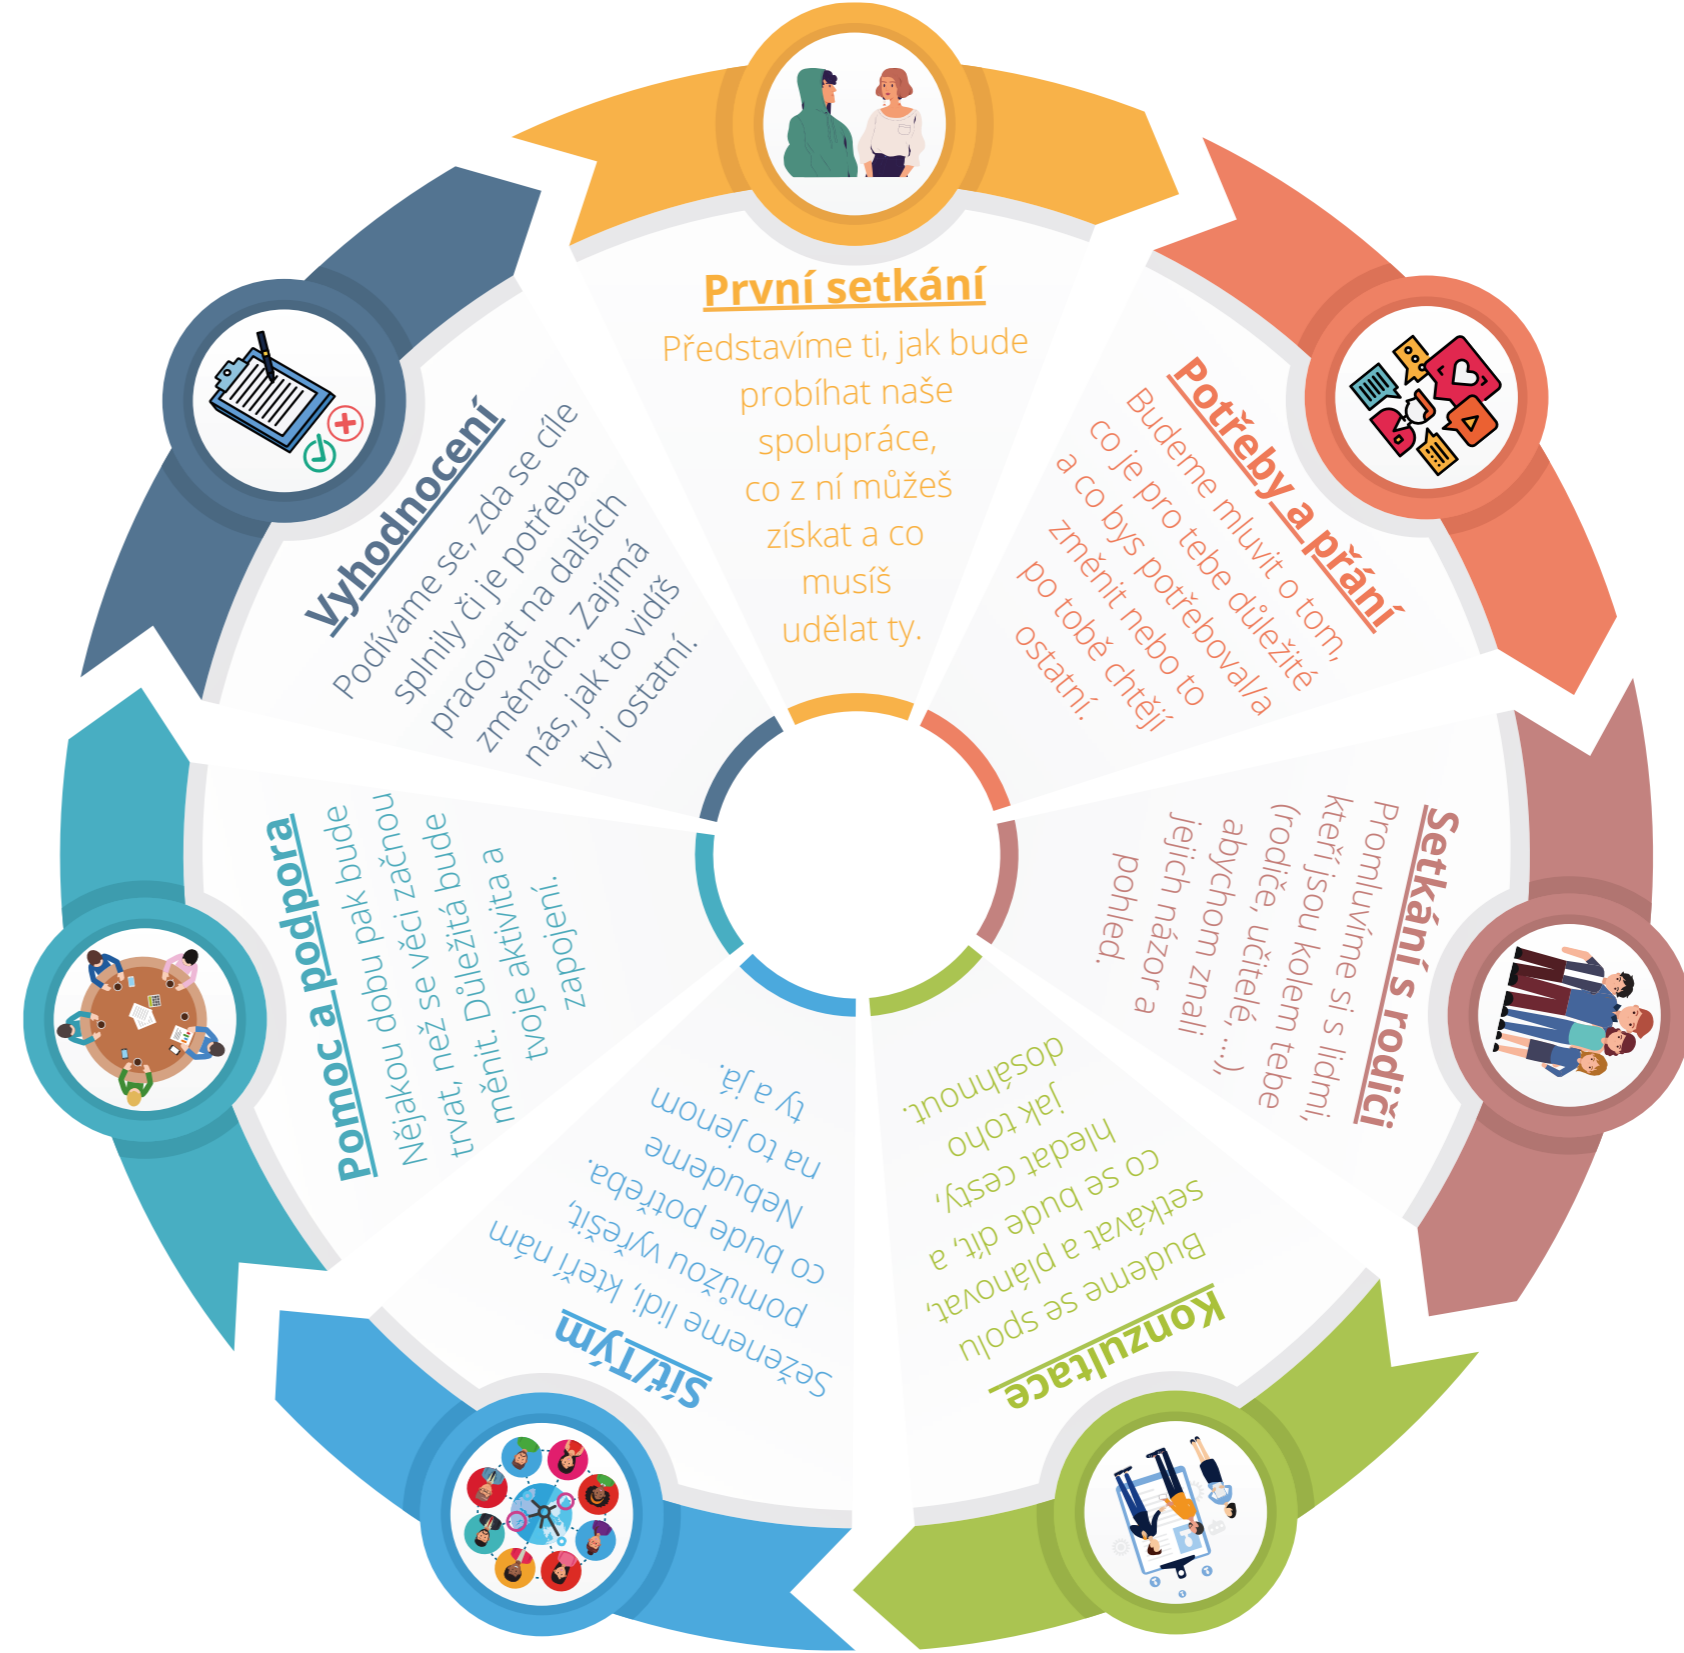 První setkání
Představíme ti, jak bude
probíhat naše
spolupráce,
co z ní můžeš
získat a co
musíš
udělat ty.
Potřeby a přání
Budeme mluvit o tom,
co je pro tebe důležité
a co bys potřeboval/a
změnit nebo to
po tobě chtějí
ostatní.
Setkání s rodiči
Promluvíme si s lidmi,
kteří jsou kolem tebe
(rodiče, učitelé, ...),
abychom znali
jejich názor a
pohled.
Konzultace
Budeme se spolu
setkávat a plánovat,
co se bude dít, a
hledat cesty,
jak toho
dosáhnout.
Síť/Tým
Seženeme lidi, kteří nám
pomůžou vyřešit,
co bude potřeba.
Nebudeme
na to jenom
ty a já.
Pomoc a podpora
Nějakou dobu pak bude
trvat, než se věci začnou
měnit. Důležitá bude
tvoje aktivita a
zapojení.
Vyhodnocení
Podíváme se, zda se cíle
splnily či je potřeba
pracovat na dalších
změnách. Zajímá
nás, jak to vidíš
ty i ostatní.